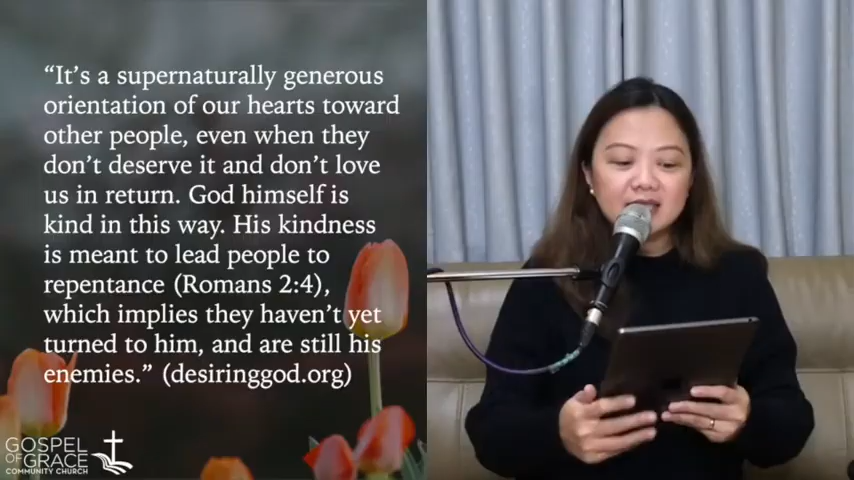 “It’s a supernaturally generous
orientation of our hearts toward
other people, even when they
don’t deserve it and don’t love
us in return. God himself is
kind in this way. His kindness
is meant to lead people to
repentance (Romans 2:4),
which implies they haven’t yet
turned to him, and are still his
enemies.” (desiringgod.org)
GOSPEL
OF GRACE
COMMUNITY CHURCH